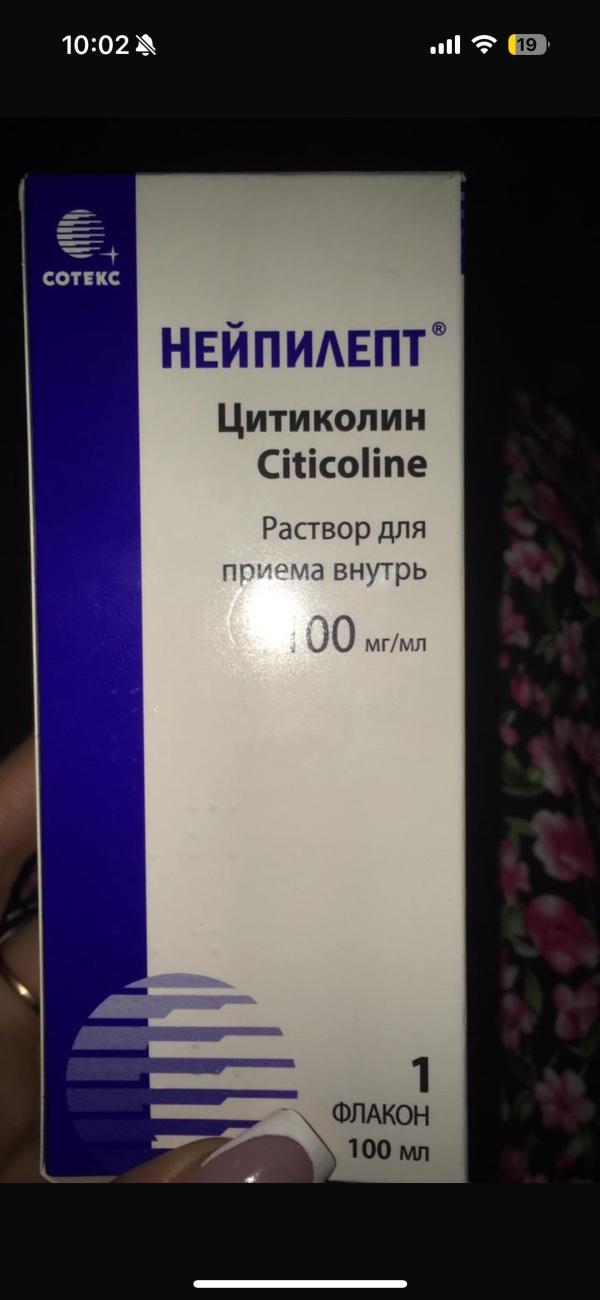 10:02
19
СОТЕКС
НЕЙПИЛЕПТ®
Цитиколин
Citicoline
Раствор для
приема внутрь
100 мг/мл
1
ФЛАКОН
100 мл